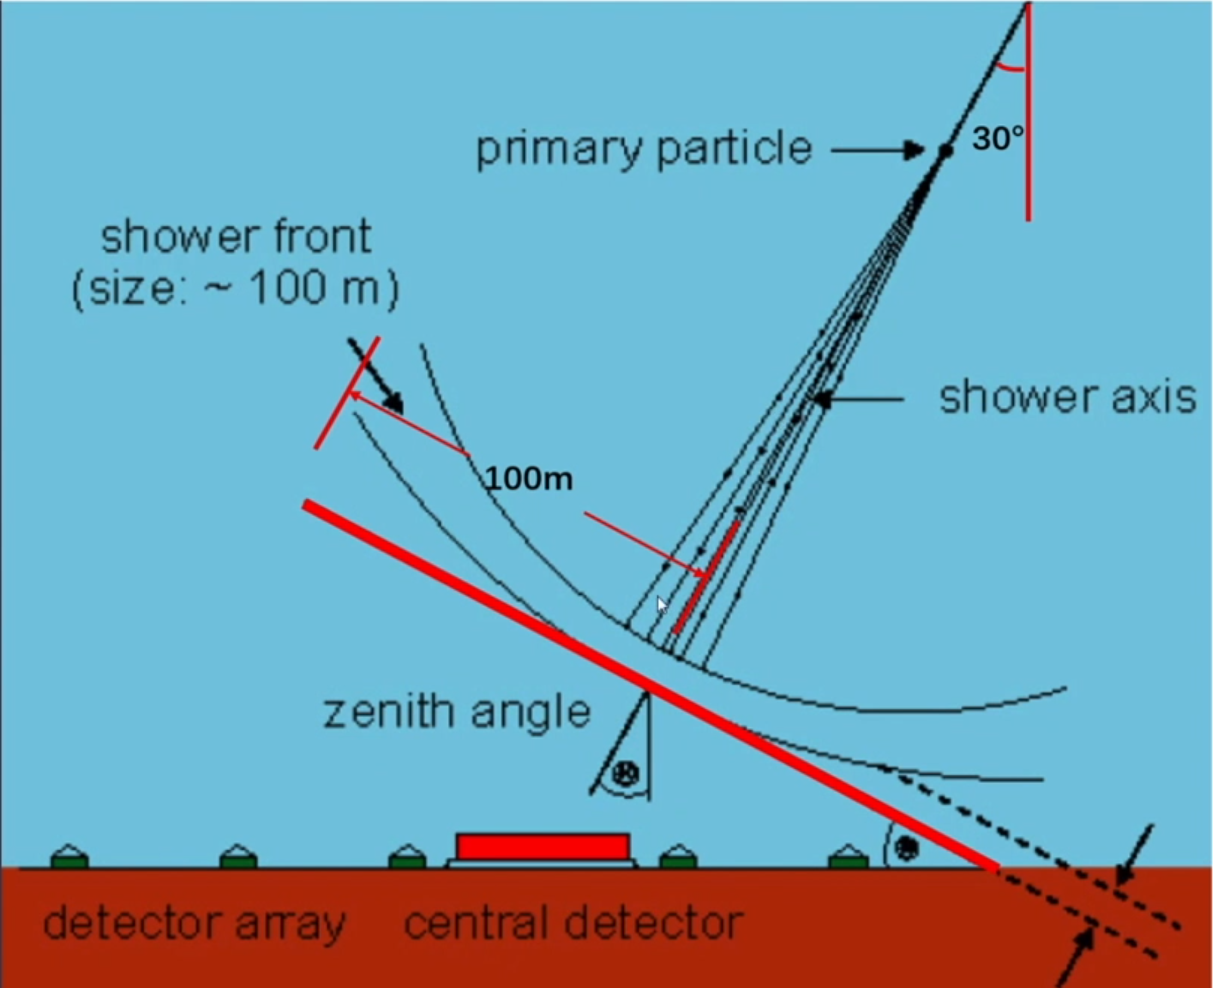 30°
primary particle
shower front
(size: ~ 100 m)
shower axis
100m
zenith angle
detector array
central detector